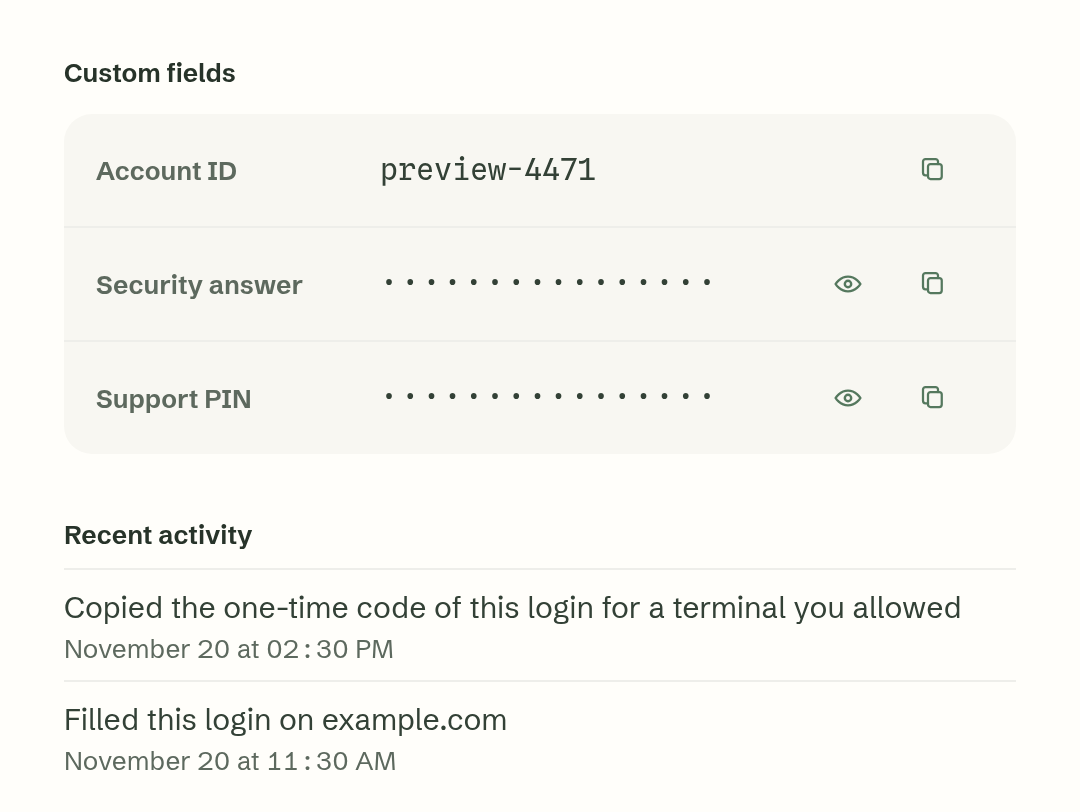 Custom fields
Account ID preview-4471
Security answer ••••••••••••••••
Support PIN ••••••••••••••••
Recent activity
Copied the one-time code of this login for a terminal you allowed
November 20 at 02:30 PM
Filled this login on example.com
November 20 at 11:30 AM